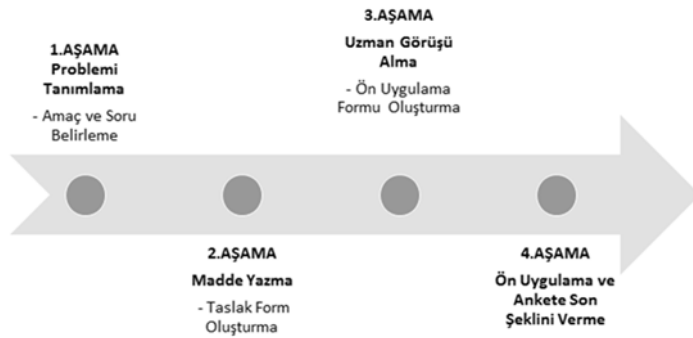 1.AŞAMA
Problemi
Tanımlama
- Amaç ve Soru
Belirleme
2.AŞAMA
Madde Yazma
- Taslak Form
Oluşturma
3.AŞAMA
Uzman Görüşü
Alma
- Ön Uygulama
Formu Oluşturma
4.AŞAMA
Ön Uygulama ve
Ankete Son
Şeklini Verme